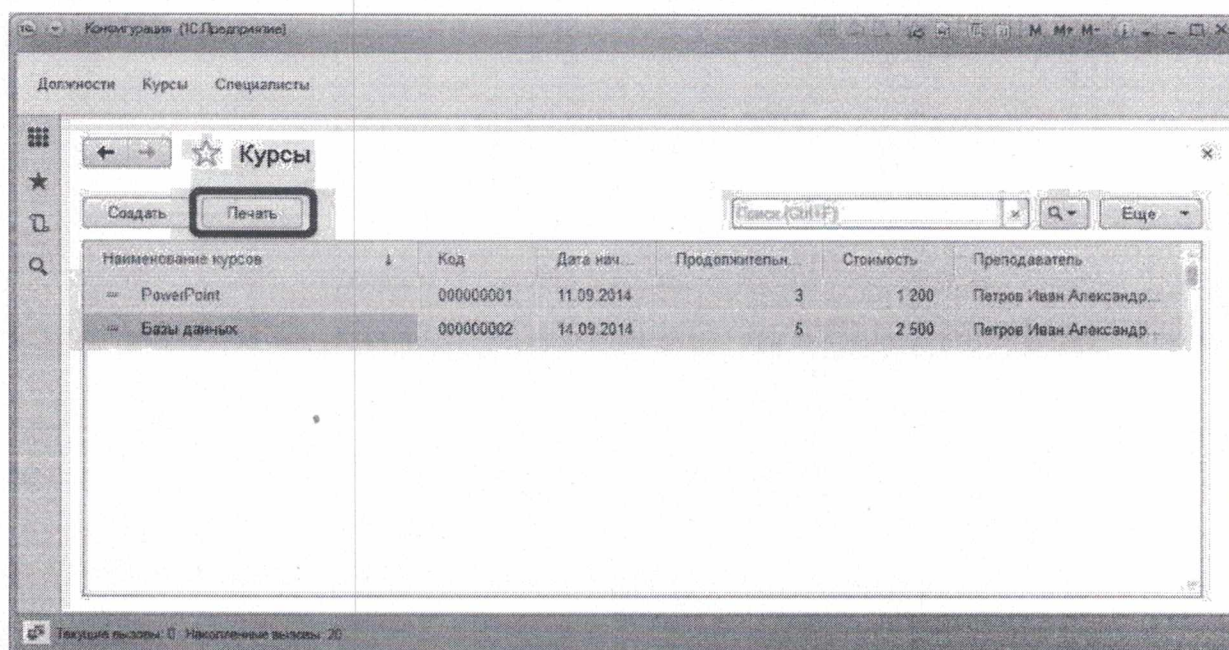 Конфигурация (1С:Предприятие)
M M+ M-
Должности Курсы Специалисты
Курсы
Создать Печать Поиск (Ctrl+F) × Еще
Наименование курсов ↓ Код Дата нач... Продолжительн... Стоимость Преподаватель
PowerPoint 000000001 11.09.2014 3 1 200 Петров Иван Александр...
Базы данных 000000002 14.09.2014 5 2 500 Петров Иван Александр...
Текущие вызовы: 0 Накопленные вызовы: 20